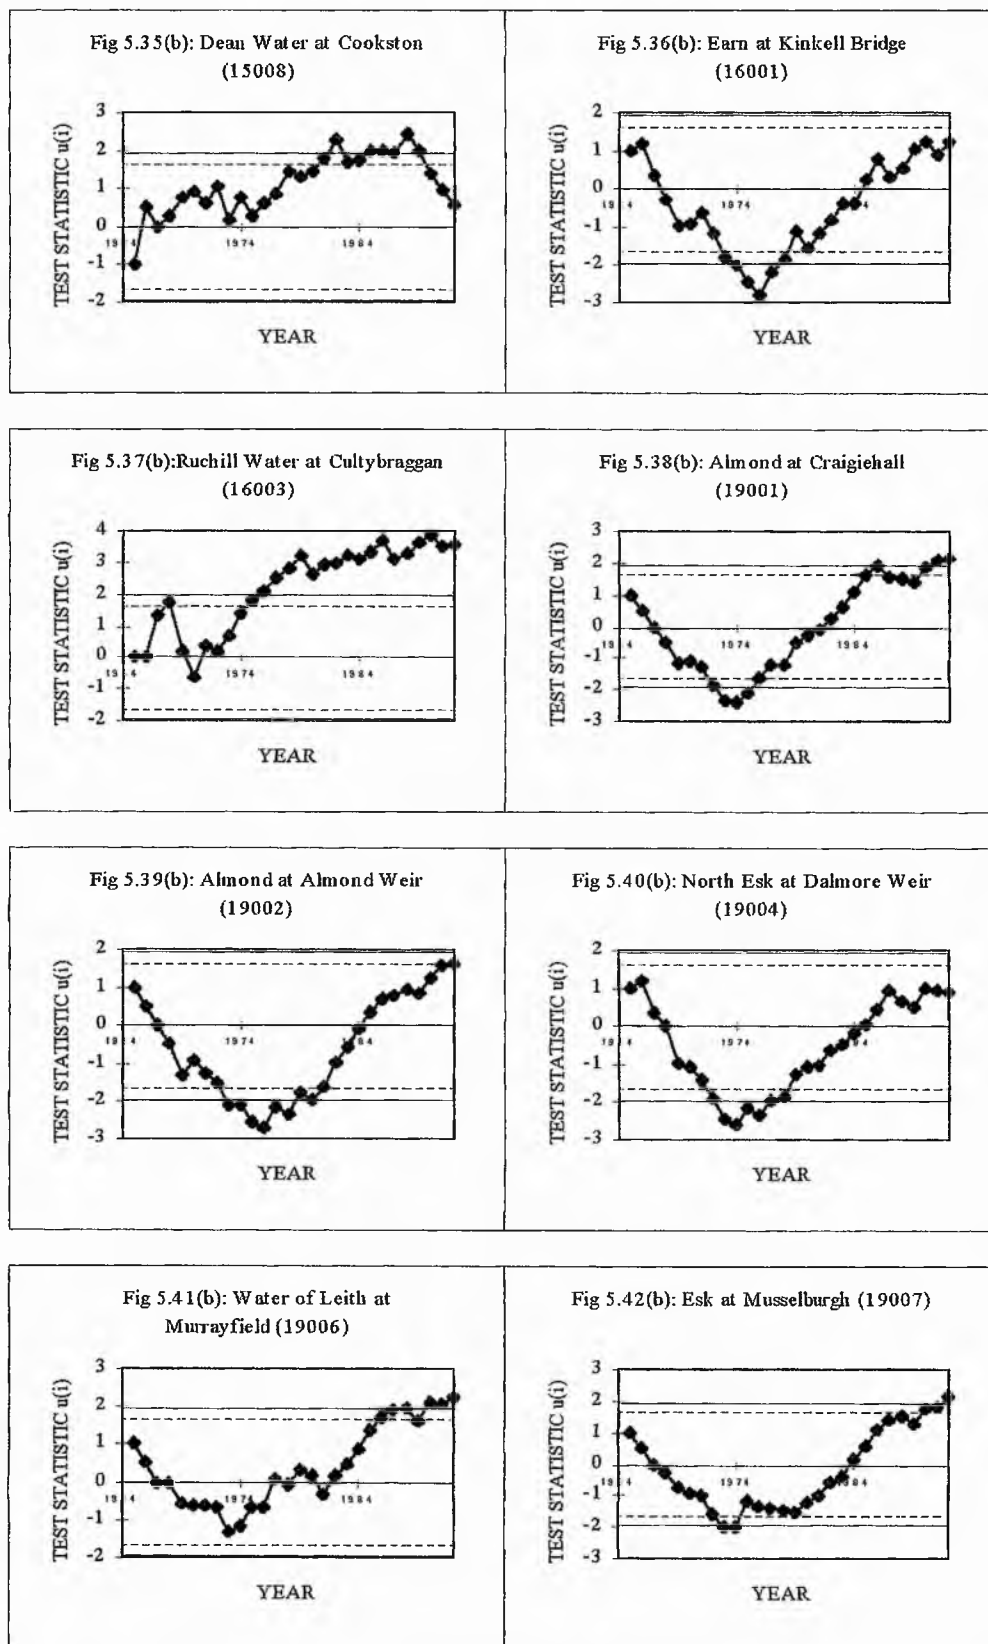 Fig 5.35(b): Dean Water at Cookston
(15008)
TEST STATISTIC u(i)
3
2
1
0
-1
-2
1974
1984
YEAR
Fig 5.36(b): Earn at Kinkell Bridge
(16001)
TEST STATISTIC u(i)
2
1
0
-1
-2
-3
1974
YEAR
Fig 5.37(b):Ruchill Water at Cultybraggan
(16003)
TEST STATISTIC u(i)
4
3
2
1
0
-1
-2
1974
1984
YEAR
Fig 5.38(b): Almond at Craigiehall
(19001)
TEST STATISTIC u(i)
3
2
1
0
-1
-2
-3
1974
1984
YEAR
Fig 5.39(b): Almond at Almond Weir
(19002)
TEST STATISTIC u(i)
2
1
0
-1
-2
-3
1974
1984
YEAR
Fig 5.40(b): North Esk at Dalmore Weir
(19004)
TEST STATISTIC u(i)
2
1
0
-1
-2
-3
1974
1984
YEAR
Fig 5.41(b): Water of Leith at
Murrayfield (19006)
TEST STATISTIC u(i)
3
2
1
0
-1
-2
1974
1984
YEAR
Fig 5.42(b): Esk at Musselburgh (19007)
TEST STATISTIC u(i)
3
2
1
0
-1
-2
-3
1974
1984
YEAR